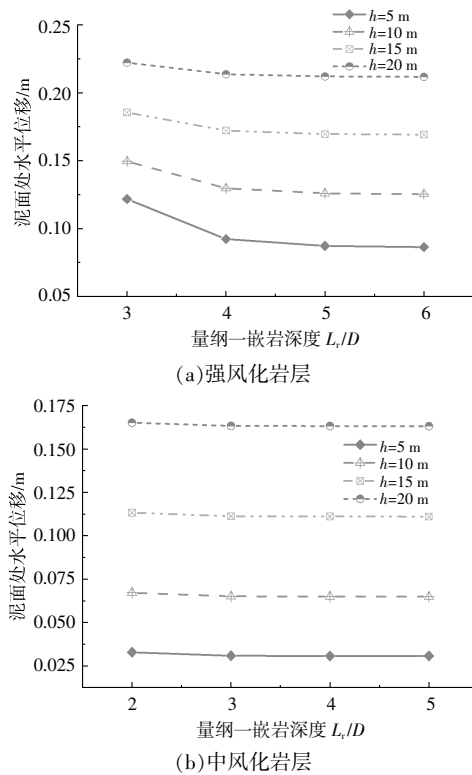 泥面处水平位移/m
0.25
0.20
0.15
0.10
0.05
h=5 m
h=10 m
h=15 m
h=20 m
3 4 5 6
量纲一嵌岩深度 Lr/D
(a)强风化岩层
泥面处水平位移/m
0.175
0.150
0.125
0.100
0.075
0.050
0.025
h=5 m
h=10 m
h=15 m
h=20 m
2 3 4 5
量纲一嵌岩深度 Lr/D
(b)中风化岩层